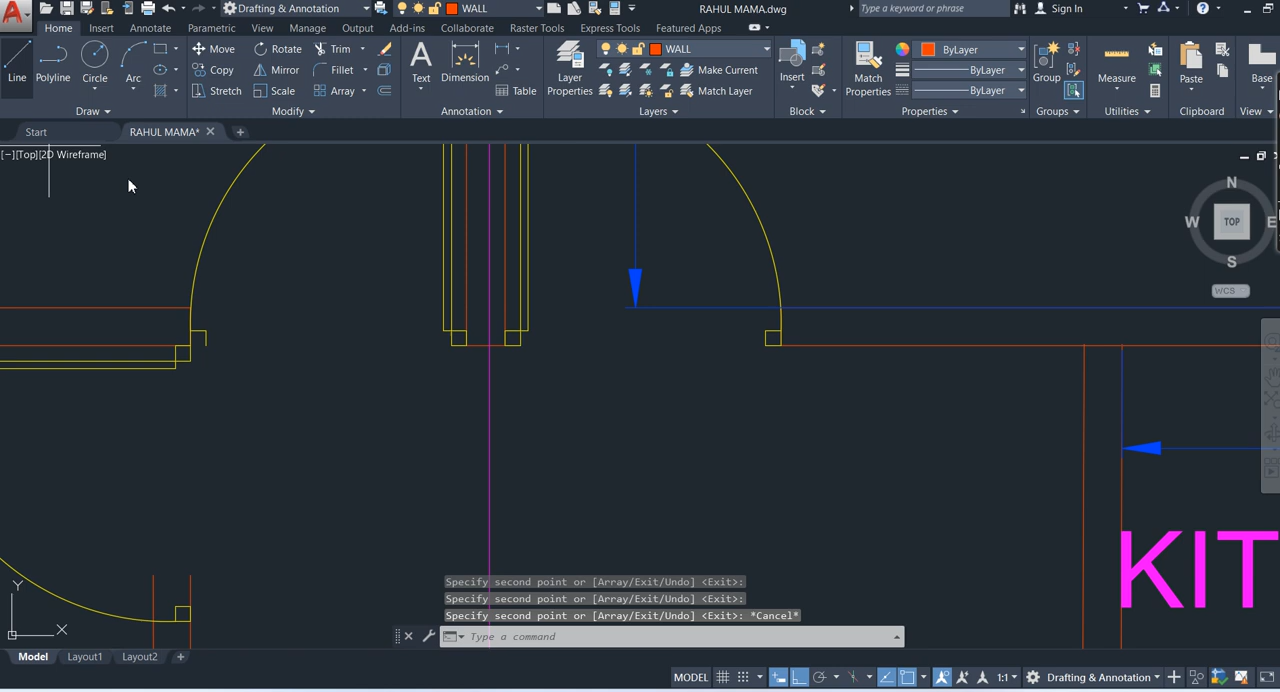 Drafting & Annotation WALL RAHUL MAMA.dwg Type a keyword or phrase Sign In
Home Insert Annotate Parametric View Manage Output Add-ins Collaborate Express Tools Raster Tools Featured Apps
Line Polyline Circle Arc
Move Rotate Trim
Copy Mirror Fillet
Stretch Scale Array
Text Dimension Table
Layer Properties
WALL
Make Current
Match Layer
Insert
Match Properties
ByLayer
ByLayer
ByLayer
Group Measure Paste Base
Draw Modify Annotation Layers Block Properties Groups Utilities Clipboard View
Start RAHUL MAMA*
[−][Top][2D Wireframe]
N
W TOP E
S
WCS
KIT
Y
X
Specify second point or [Array/Exit/Undo] <Exit>:
Specify second point or [Array/Exit/Undo] <Exit>:
Specify second point or [Array/Exit/Undo] <Exit>: *Cancel*
Type a command
Model Layout1 Layout2 +
MODEL 1:1 Drafting & Annotation